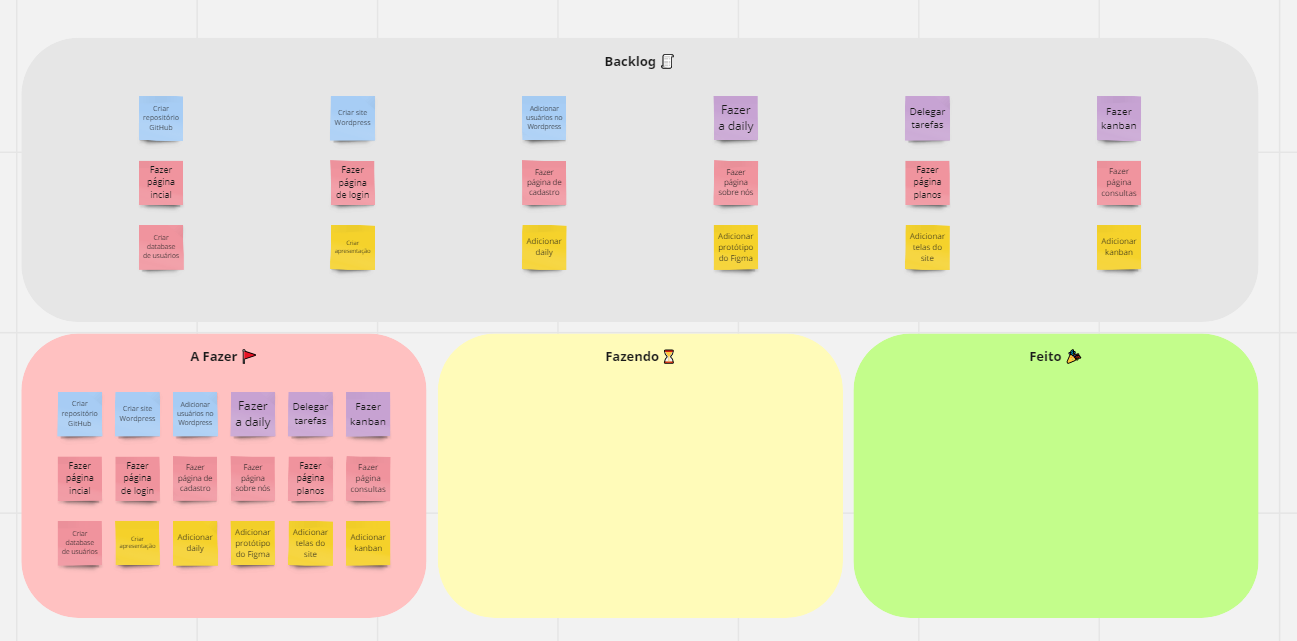 Backlog
Criar
repositório
GitHub
Criar site
Wordpress
Adicionar
usuários no
Wordpress
Fazer
a daily
Delegar
tarefas
Fazer
kanban
Fazer
página
incial
Fazer
página
de login
Fazer
página de
cadastro
Fazer
página
sobre nós
Fazer
página
planos
Fazer
página
consultas
Criar
database
de usuários
Criar
apresentação
Adicionar
daily
Adicionar
protótipo
do Figma
Adicionar
telas do
site
Adicionar
kanban
A Fazer
Criar
repositório
GitHub
Criar site
Wordpress
Adicionar
usuários no
Wordpress
Fazer
a daily
Delegar
tarefas
Fazer
kanban
Fazer
página
incial
Fazer
página
de login
Fazer
página de
cadastro
Fazer
página
sobre nós
Fazer
página
planos
Fazer
página
consultas
Criar
database
de usuários
Criar
apresentação
Adicionar
daily
Adicionar
protótipo
do Figma
Adicionar
telas do
site
Adicionar
kanban
Fazendo
Feito